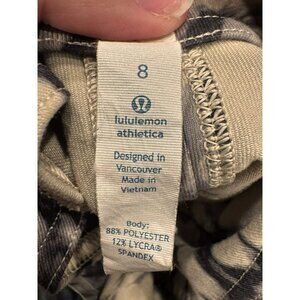 8
lululemon
athletica
Designed in
Vancouver
Made in
Vietnam
Body:
88% POLYESTER
12% LYCRA®
SPANDEX